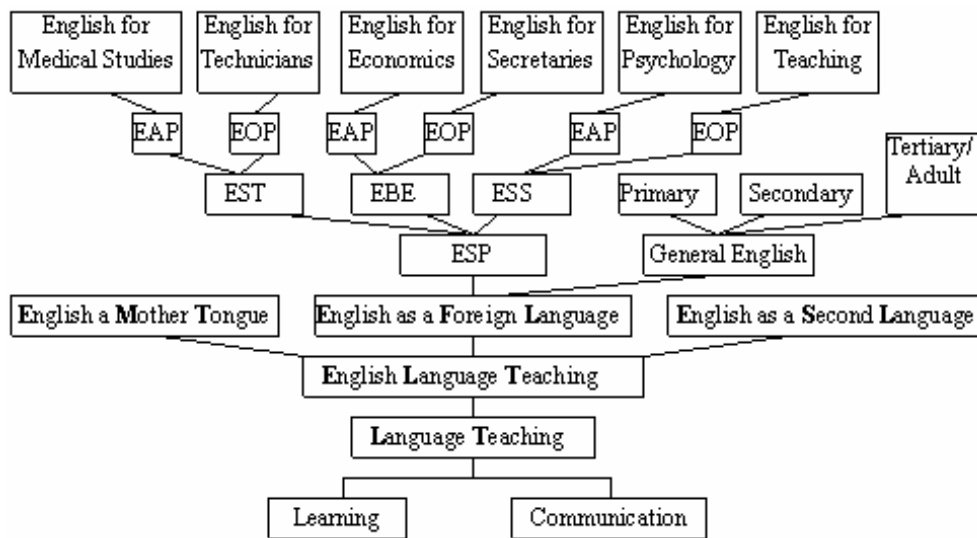 English for
Medical Studies
English for
Technicians
English for
Economics
English for
Secretaries
English for
Psychology
English for
Teaching
EAP
EOP
EAP
EOP
EAP
EOP
Tertiary/
Adult
EST
EBE
ESS
Primary
Secondary
ESP
General English
English a Mother Tongue
English as a Foreign Language
English as a Second Language
English Language Teaching
Language Teaching
Learning
Communication